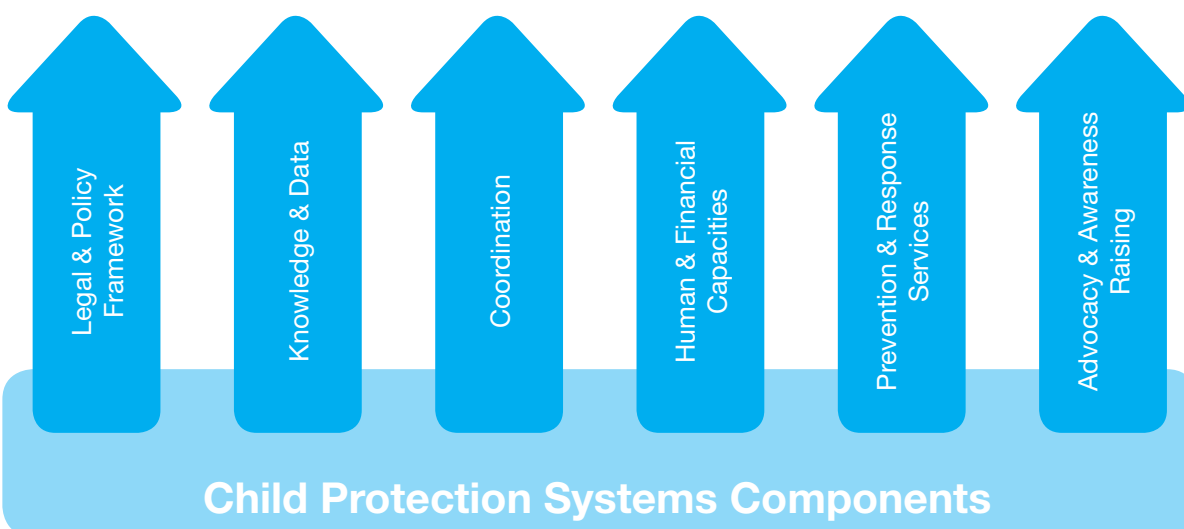 Legal & Policy
Framework
Knowledge & Data
Coordination
Human & Financial
Capacities
Prevention & Response
Services
Advocacy & Awareness
Raising
Child Protection Systems Components